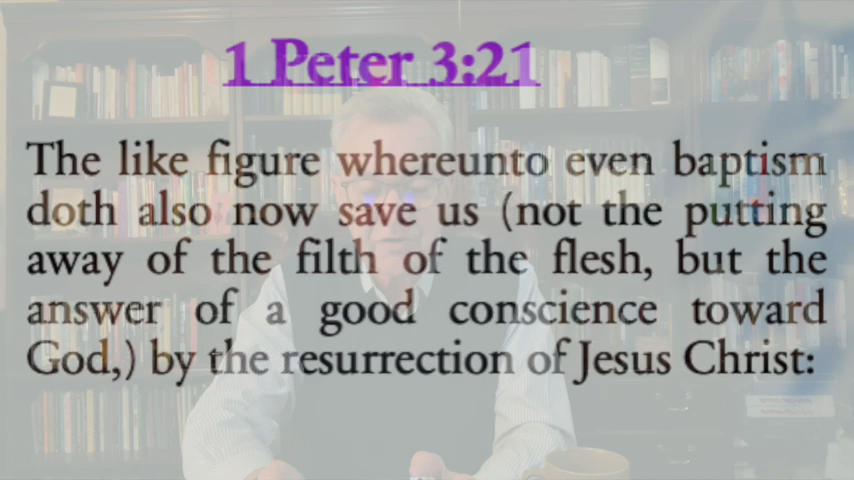 1 Peter 3:21
The like figure whereunto even baptism
doth also now save us (not the putting
away of the filth of the flesh, but the
answer of a good conscience toward
God,) by the resurrection of Jesus Christ: